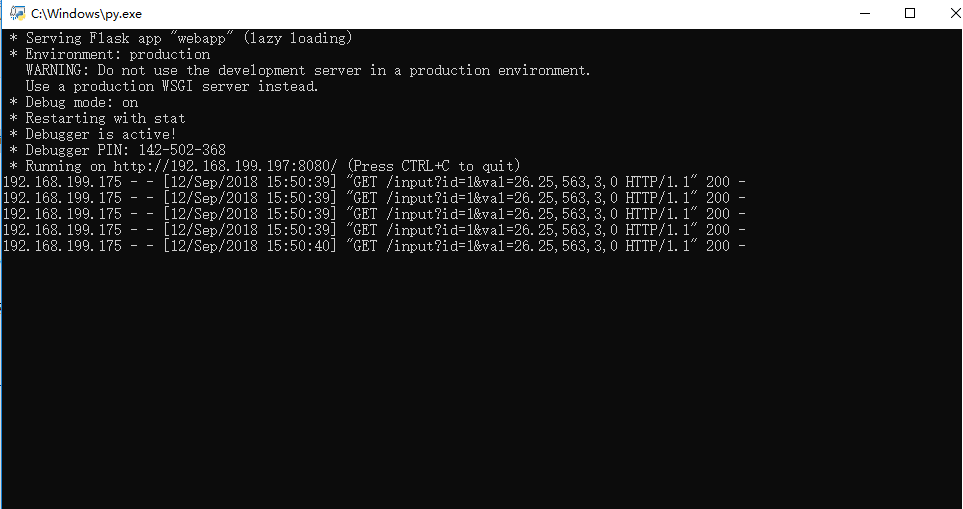 C:\Windows\py.exe
* Serving Flask app "webapp" (lazy loading)
* Environment: production
WARNING: Do not use the development server in a production environment.
Use a production WSGI server instead.
* Debug mode: on
* Restarting with stat
* Debugger is active!
* Debugger PIN: 142-502-368
* Running on http://192.168.199.197:8080/ (Press CTRL+C to quit)
192.168.199.175 - - [12/Sep/2018 15:50:39] "GET /input?id=1&val=26.25,563,3,0 HTTP/1.1" 200 -
192.168.199.175 - - [12/Sep/2018 15:50:39] "GET /input?id=1&val=26.25,563,3,0 HTTP/1.1" 200 -
192.168.199.175 - - [12/Sep/2018 15:50:39] "GET /input?id=1&val=26.25,563,3,0 HTTP/1.1" 200 -
192.168.199.175 - - [12/Sep/2018 15:50:39] "GET /input?id=1&val=26.25,563,3,0 HTTP/1.1" 200 -
192.168.199.175 - - [12/Sep/2018 15:50:40] "GET /input?id=1&val=26.25,563,3,0 HTTP/1.1" 200 -